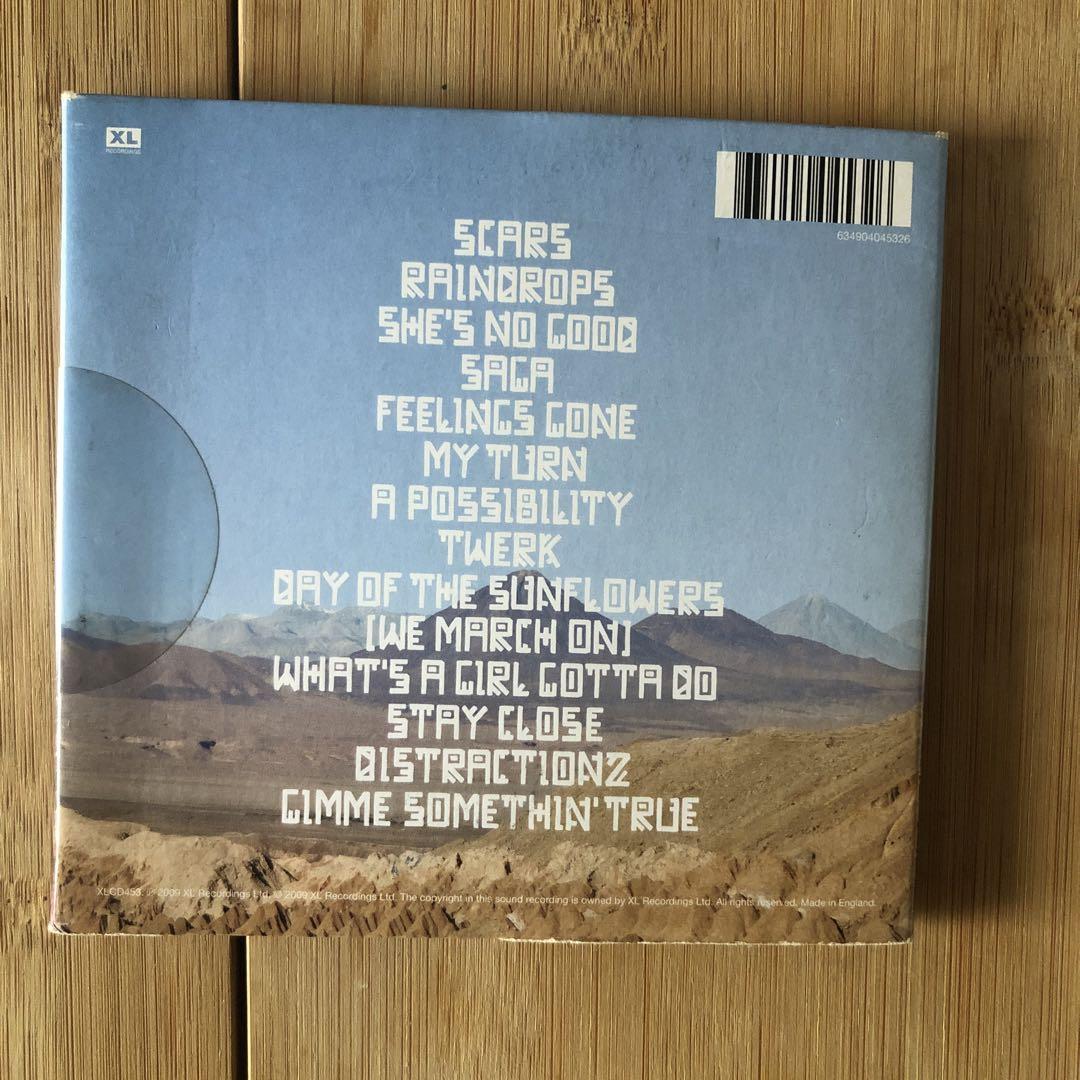 XL
RECORDINGS
634904045326
SCARS
RAINDROPS
SHE'S NO GOOD
SAGA
FEELINGS GONE
MY TURN
A POSSIBILITY
TWERK
DAY OF THE SUNFLOWERS
[WE MARCH ON]
WHAT'S A GIRL GOTTA DO
STAY CLOSE
DISTRACTIONZ
GIMME SOMETHIN' TRUE
XLCD453. ℗ 2009 XL Recordings Ltd. © 2009 XL Recordings Ltd. The copyright in this sound recording is owned by XL Recordings Ltd. All rights reserved. Made in England.